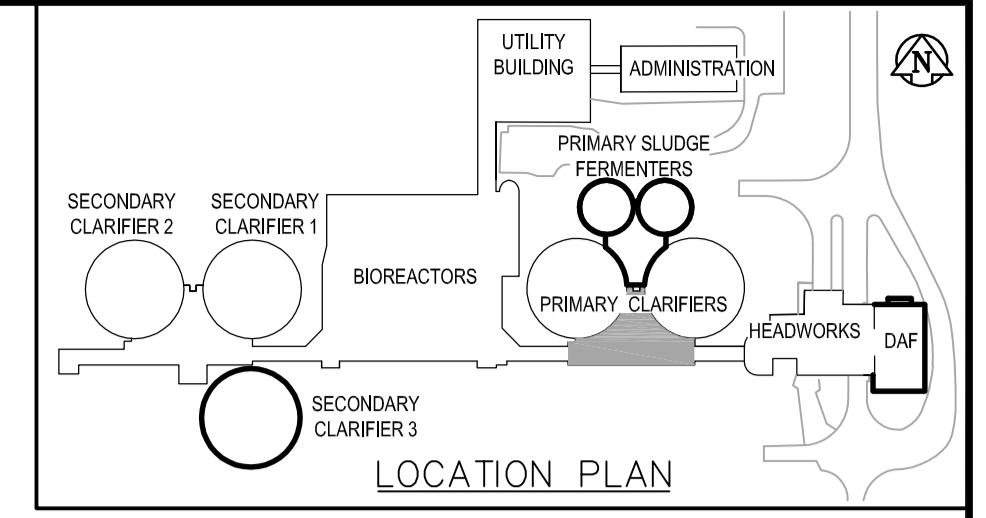 UTILITY
BUILDING
ADMINISTRATION
N
PRIMARY SLUDGE
FERMENTERS
SECONDARY
CLARIFIER 2
SECONDARY
CLARIFIER 1
BIOREACTORS
PRIMARY CLARIFIERS
HEADWORKS
DAF
SECONDARY
CLARIFIER 3
LOCATION PLAN